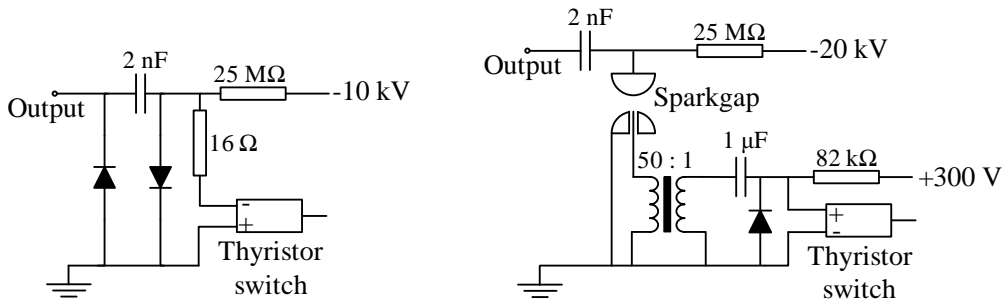 2 nF
25 MΩ
Output
-10 kV
16 Ω
-
+
Thyristor
switch
2 nF
25 MΩ
-20 kV
Output
Sparkgap
50 : 1
1 μF
82 kΩ
+300 V
+
-
Thyristor
switch